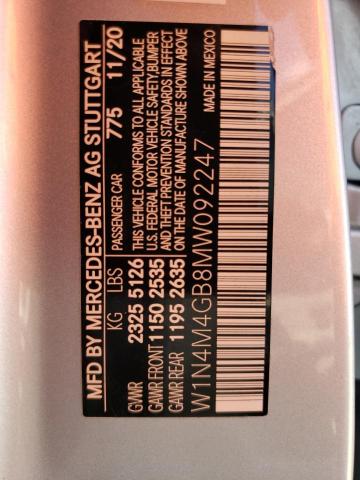 MFD BY MERCEDES-BENZ AG STUTTGART
KG LBS PASSENGER CAR 775 11/20
GVWR 2325 5126 THIS VEHICLE CONFORMS TO ALL APPLICABLE
GAWR FRONT 1150 2535 U.S. FEDERAL MOTOR VEHICLE SAFETY, BUMPER
GAWR REAR 1195 2635 & THEFT PREVENTION STANDARDS IN EFFECT
ON THE DATE OF MANUFACTURE SHOWN ABOVE
W1N4M4GB8MW092247 MADE IN MEXICO